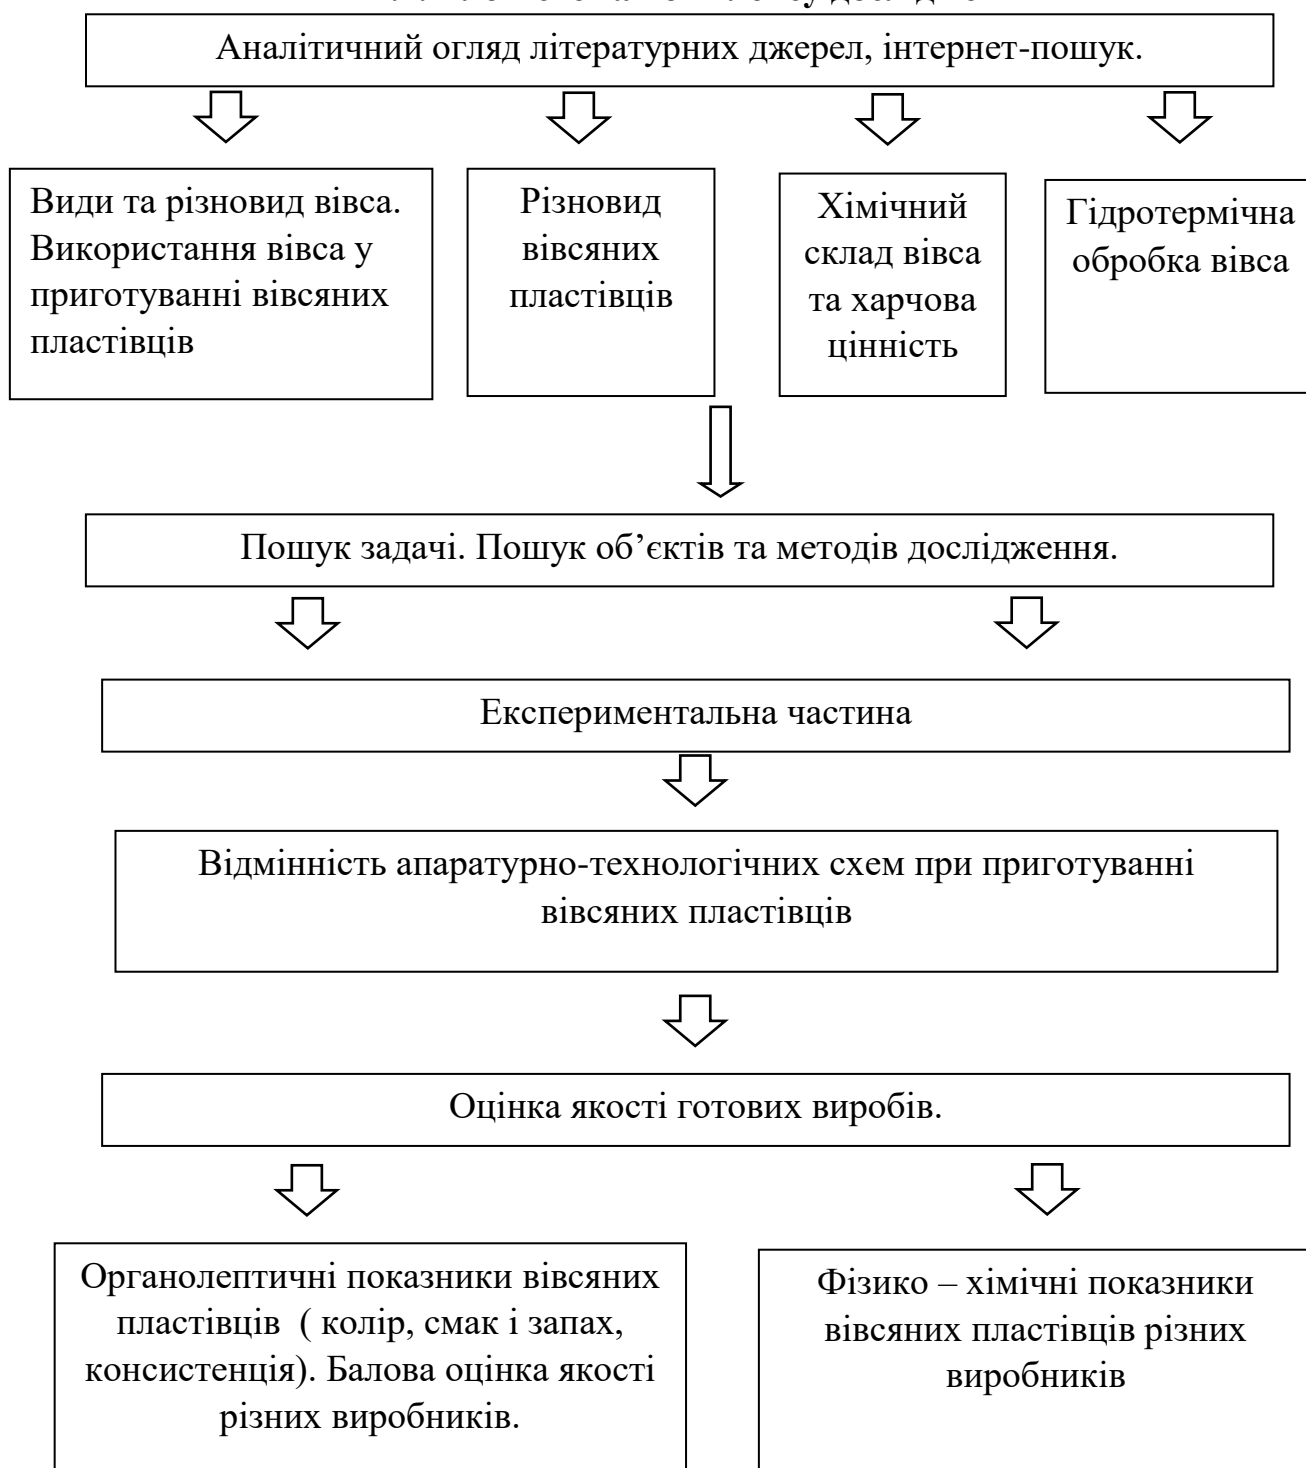 Аналітичний огляд літературних джерел, інтернет-пошук.
Види та різновид вівса.
Використання вівса у
приготуванні вівсяних
пластівців
Різновид
вівсяних
пластівців
Хімічний
склад вівса
та харчова
цінність
Гідротермічна
обробка вівса
Пошук задачі. Пошук об’єктів та методів дослідження.
Експериментальна частина
Відмінність апаратурно-технологічних схем при приготуванні
вівсяних пластівців
Оцінка якості готових виробів.
Органолептичні показники вівсяних
пластівців ( колір, смак і запах,
консистенція). Балова оцінка якості
різних виробників.
Фізико – хімічні показники
вівсяних пластівців різних
виробників